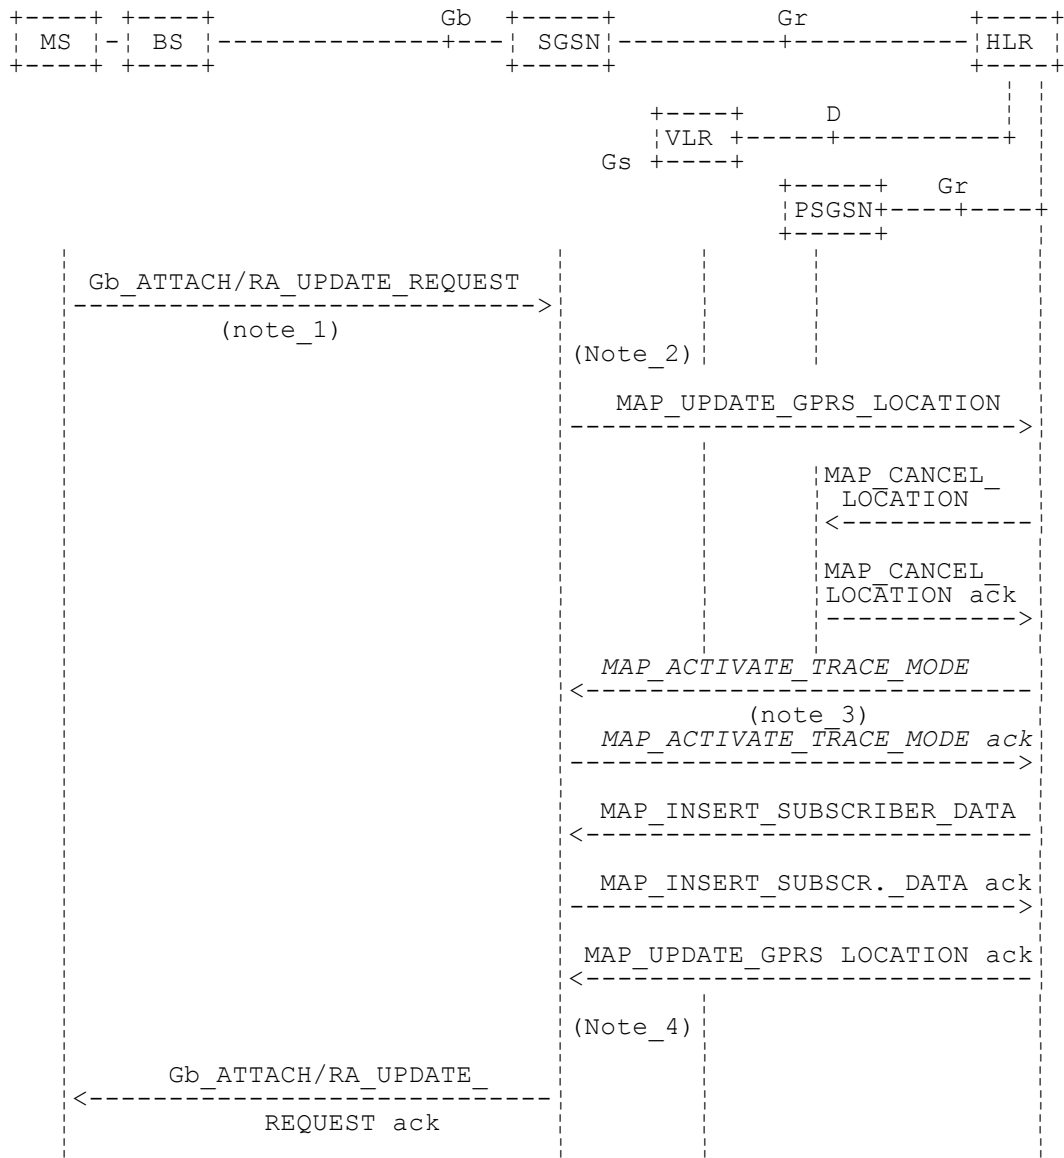 Gb Gr
MS BS SGSN HLR
D
VLR
Gs
Gr
PSGSN
Gb_ATTACH/RA_UPDATE_REQUEST
(note_1)
(Note_2)
MAP_UPDATE_GPRS_LOCATION
MAP_CANCEL_
LOCATION
MAP_CANCEL_
LOCATION ack
MAP_ACTIVATE_TRACE_MODE
(note_3)
MAP_ACTIVATE_TRACE_MODE ack
MAP_INSERT_SUBSCRIBER_DATA
MAP_INSERT_SUBSCR._DATA ack
MAP_UPDATE_GPRS LOCATION ack
(Note_4)
Gb_ATTACH/RA_UPDATE_
REQUEST ack